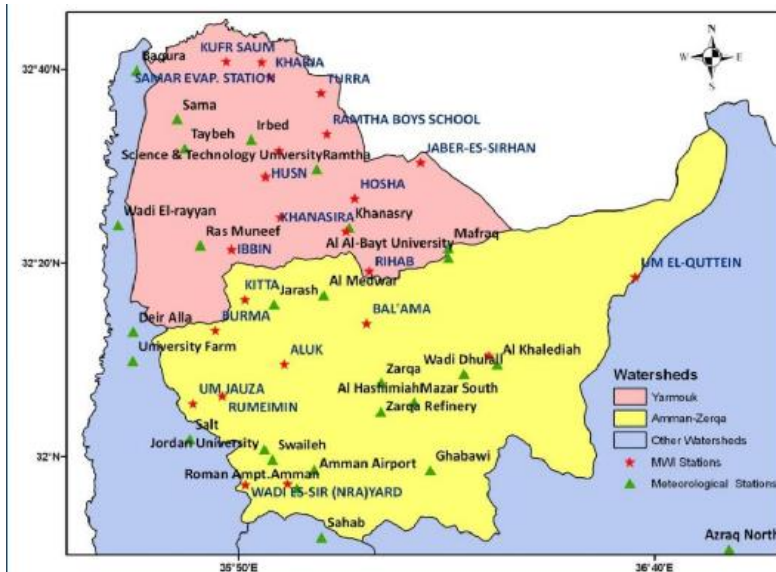 KUFR SAUM
KHARJA
Baqura
32°40'N
SAMAR EVAP. STATION
TURRA
Sama
RAMTHA BOYS SCHOOL
Irbed
Taybeh
JABER-ES-SIRHAN
Science & Technology University
Ramtha
HUSN
HOSHA
Wadi El-rayyan
KHANASIRA
Khanasry
Ras Muneef
Al Al-Bayt University
Mafraq
IBBIN
32°20'N
RIHAB
UM EL-QUTTEIN
KITTA
Al Medwar
Jarash
Deir Alla
BURMA
BAL'AMA
University Farm
ALUK
Al Khalediah
Wadi Dhulail
Zarqa
Al Hashimiah
Mazar South
UM JAUZA
RUMEIMIN
Zarqa Refinery
Salt
Jordan University
Swaileh
32°N
Amman Airport
Ghabawi
Roman Ampt.Amman
WADI ES-SIR (NRA)YARD
Sahab
Azraq North
35°50'E
36°40'E
N
W
E
S
Watersheds
Yarmouk
Amman-Zerqa
Other Watersheds
MWI Stations
Meteorological Stations